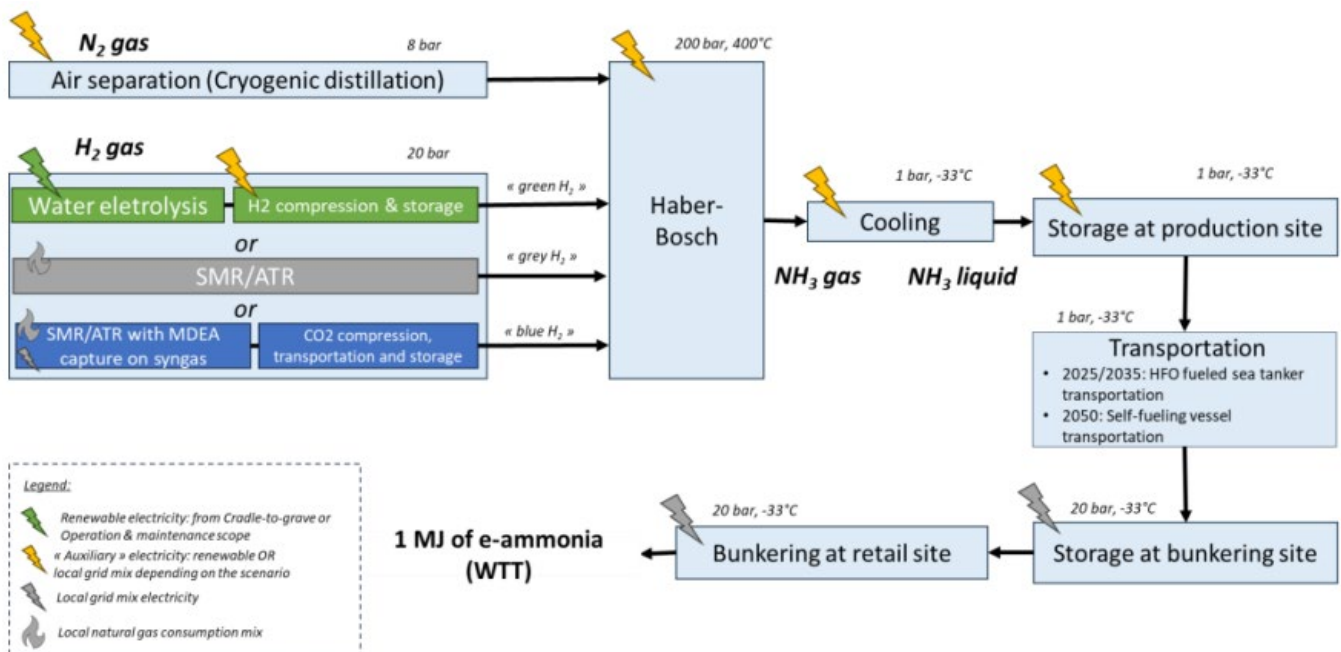 N₂ gas
8 bar
Air separation (Cryogenic distillation)
200 bar, 400°C
H₂ gas
20 bar
Water eletrolysis
H2 compression & storage
« green H₂ »
or
SMR/ATR
« grey H₂ »
or
SMR/ATR with MDEA
capture on syngas
CO2 compression,
transportation and storage
« blue H₂ »
Haber-
Bosch
1 bar, -33°C
Cooling
NH₃ gas
NH₃ liquid
1 bar, -33°C
Storage at production site
1 bar, -33°C
Transportation
• 2025/2035: HFO fueled sea tanker
transportation
• 2050: Self-fueling vessel
transportation
20 bar, -33°C
Storage at bunkering site
20 bar, -33°C
Bunkering at retail site
1 MJ of e-ammonia
(WTT)
Legend:
Renewable electricity: from Cradle-to-grave or
Operation & maintenance scope
« Auxiliary » electricity: renewable OR
local grid mix depending on the scenario
Local grid mix electricity
Local natural gas consumption mix